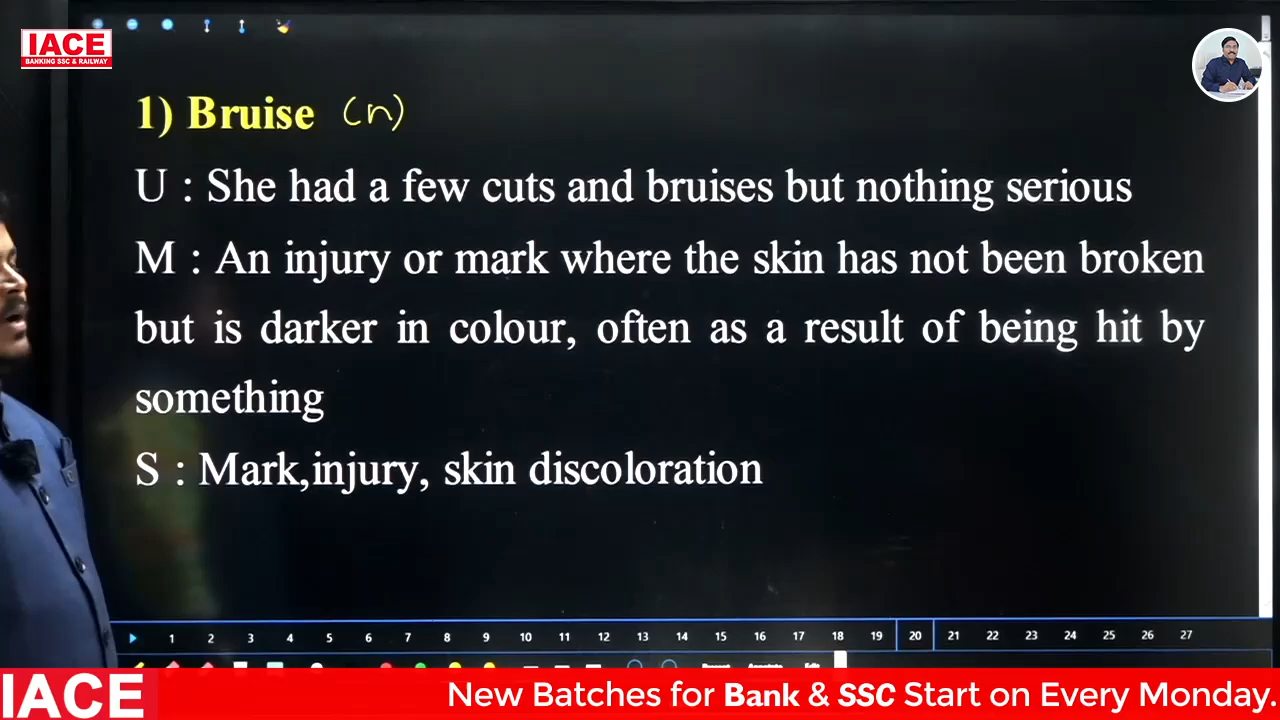 IACE
BANKING SSC & RAILWAY
1) Bruise (n)
U : She had a few cuts and bruises but nothing serious
M : An injury or mark where the skin has not been broken
but is darker in colour, often as a result of being hit by
something
S : Mark,injury, skin discoloration
1 2 3 4 5 6 7 8 9 10 11 12 13 14 15 16 17 18 19 20 21 22 23 24 25 26 27
IACE New Batches for Bank & SSC Start on Every Monday.